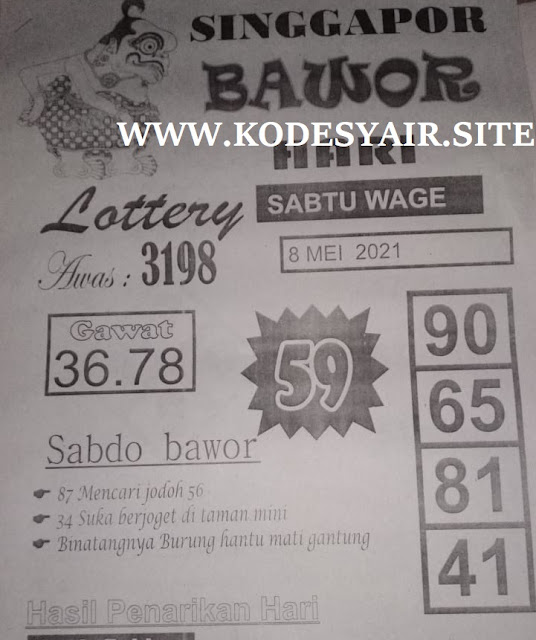 SINGGAPOR
BAWOR
WWW.KODESYAIR.SITE
HARI
Lottery
SABTU WAGE
Awas : 3198
8 MEI 2021
Gawat
36.78
59
90
65
81
41
Sabdo bawor
87 Mencari jodoh 56
34 Suka berjoget di taman mini
Binatangnya Burung hantu mati gantung
Hasil Penarikan Hari